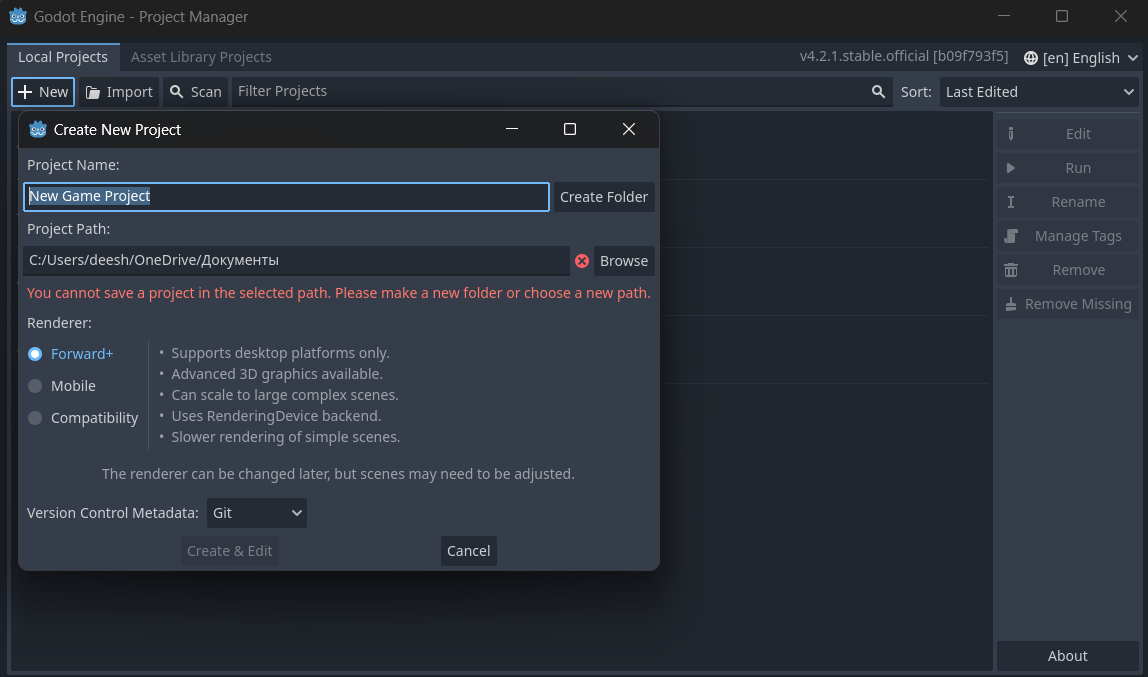 Godot Engine - Project Manager
Local Projects Asset Library Projects v4.2.1.stable.official [b09f793f5] [en] English
New Import Scan Filter Projects Sort: Last Edited
Create New Project
Project Name:
New Game Project Create Folder
Project Path:
C:/Users/deesh/OneDrive/Документы Browse
You cannot save a project in the selected path. Please make a new folder or choose a new path.
Renderer:
Forward+
Mobile
Compatibility
• Supports desktop platforms only.
• Advanced 3D graphics available.
• Can scale to large complex scenes.
• Uses RenderingDevice backend.
• Slower rendering of simple scenes.
The renderer can be changed later, but scenes may need to be adjusted.
Version Control Metadata: Git
Create & Edit Cancel
Edit
Run
Rename
Manage Tags
Remove
Remove Missing
About